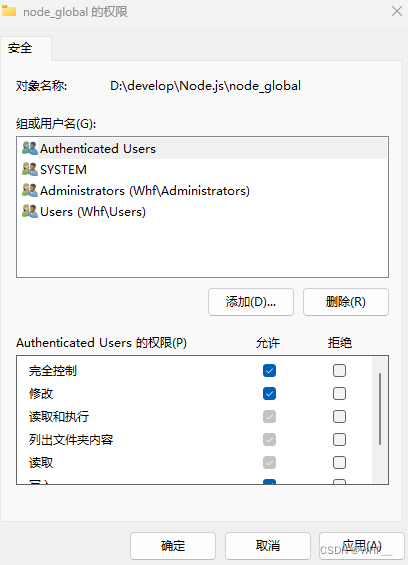 node_global 的权限
安全
对象名称: D:\develop\Node.js\node_global
组或用户名(G):
Authenticated Users
SYSTEM
Administrators (Whf\Administrators)
Users (Whf\Users)
添加(D)... 删除(R)
Authenticated Users 的权限(P) 允许 拒绝
完全控制
修改
读取和执行
列出文件夹内容
读取
确定 取消 应用(A)